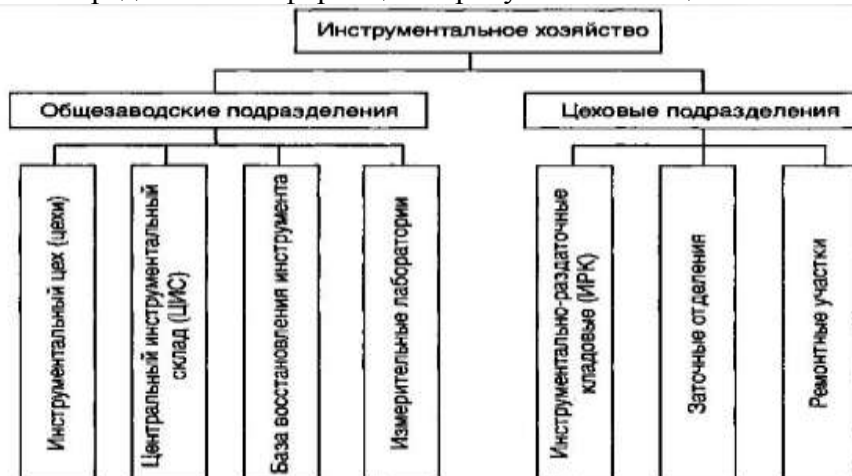 Инструментальное хозяйство
Общезаводские подразделения
Цеховые подразделения
Инструментальный цех (цехи)
Центральный инструментальный
склад (ЦИС)
База восстановления инструмента
Измерительные лаборатории
Инструментально-раздаточные
кладовые (ИРК)
Заточные отделения
Ремонтные участки